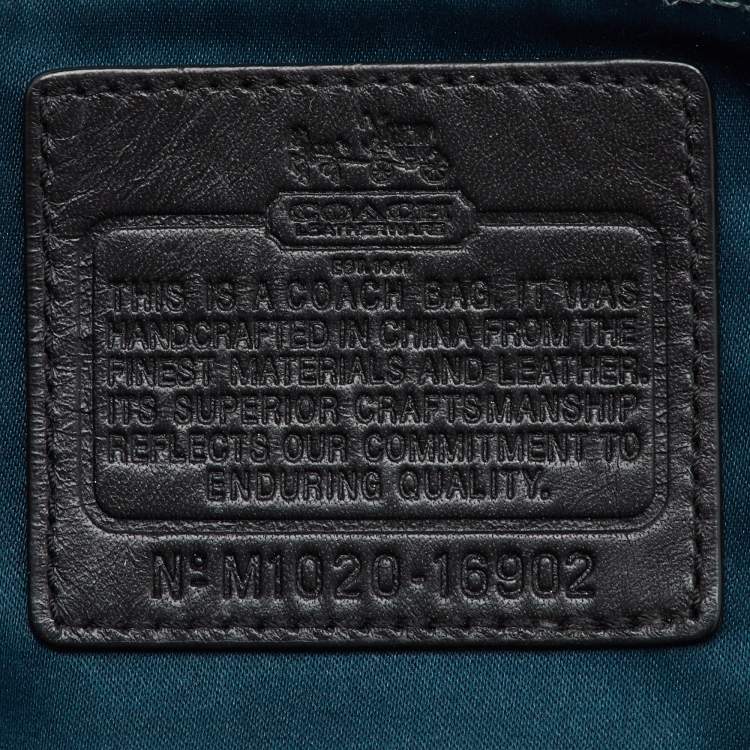 COACH
LEATHERWARE
EST. 1941
THIS IS A COACH BAG. IT WAS
HANDCRAFTED IN CHINA FROM THE
FINEST MATERIALS AND LEATHER.
ITS SUPERIOR CRAFTSMANSHIP
REFLECTS OUR COMMITMENT TO
ENDURING QUALITY.
Nº M1020-16902